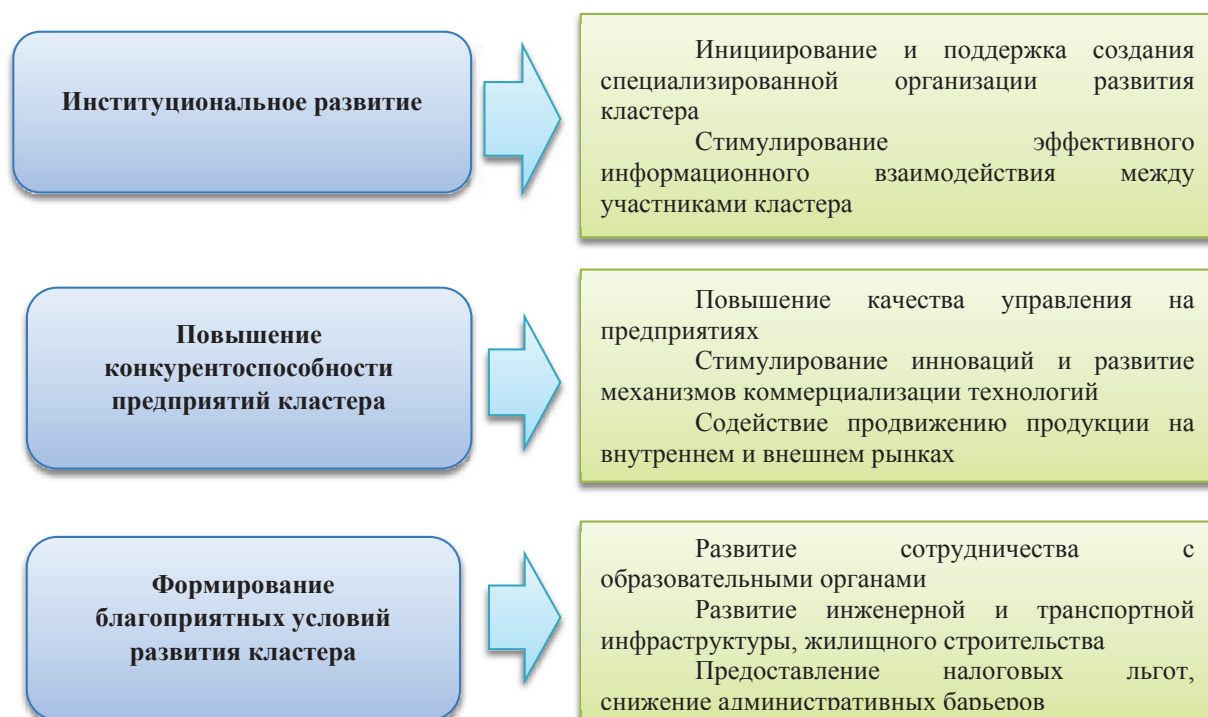 Институциональное развитие
Инициирование и поддержка создания
специализированной организации развития
кластера
Стимулирование эффективного
информационного взаимодействия между
участниками кластера
Повышение
конкурентоспособности
предприятий кластера
Повышение качества управления на
предприятиях
Стимулирование инноваций и развитие
механизмов коммерциализации технологий
Содействие продвижению продукции на
внутреннем и внешнем рынках
Формирование
благоприятных условий
развития кластера
Развитие сотрудничества с
образовательными органами
Развитие инженерной и транспортной
инфраструктуры, жилищного строительства
Предоставление налоговых льгот,
снижение административных барьеров